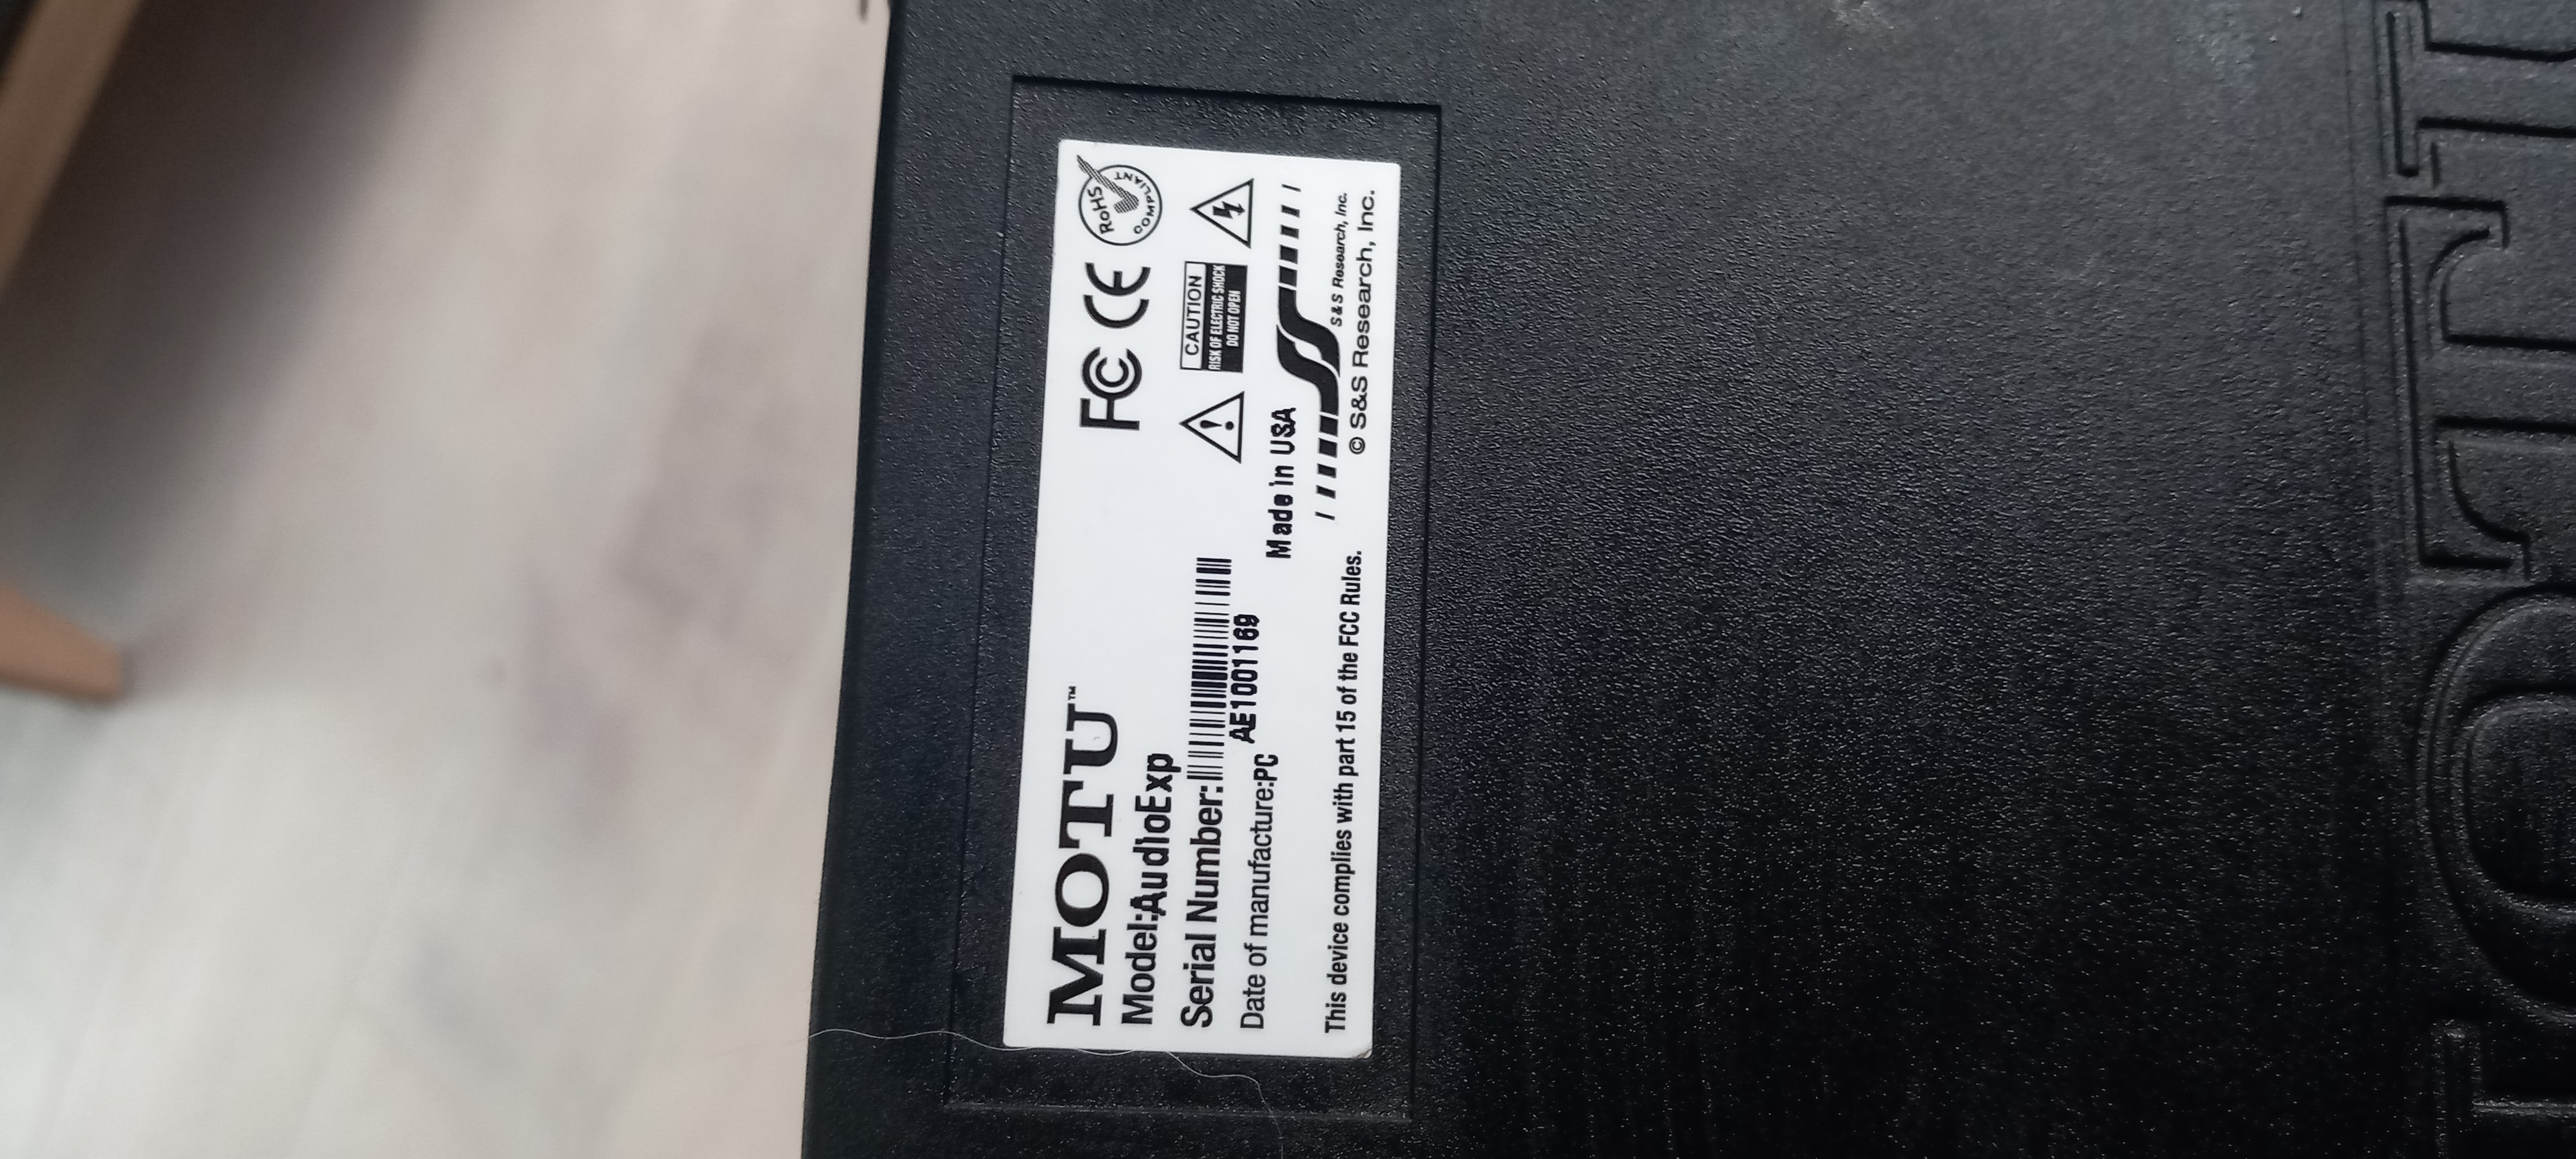 MOTU™
Model:AudioExp
Serial Number:
AE1001169
Date of manufacture:PC
This device complies with part 15 of the FCC Rules.
FC CE
RoHS COMPLIANT
CAUTION
RISK OF ELECTRIC SHOCK
DO NOT OPEN
Made in USA
S&S Research, Inc.
© S&S Research, Inc.
MOTU